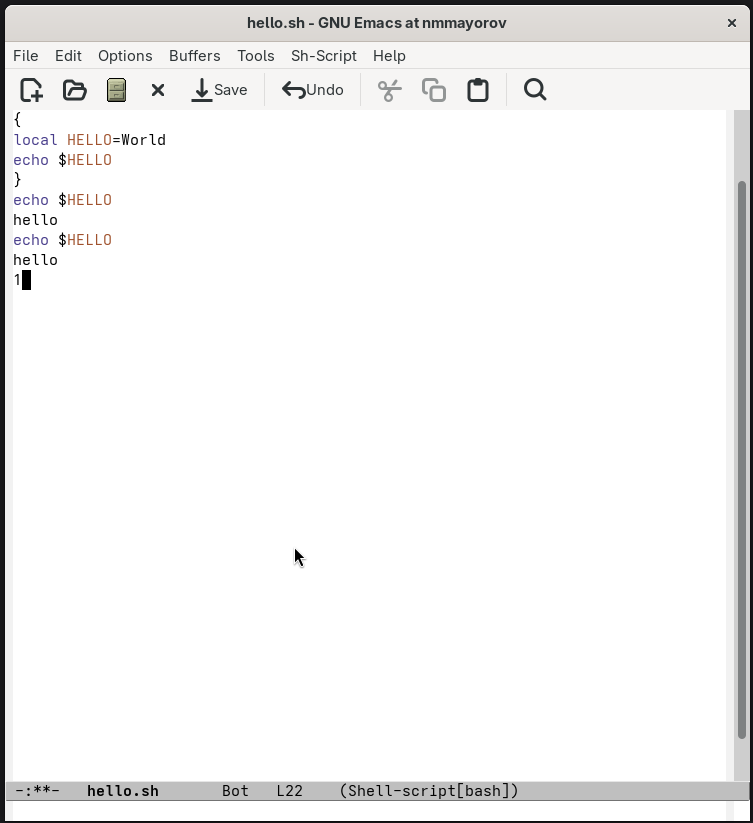 hello.sh - GNU Emacs at nmmayorov
File Edit Options Buffers Tools Sh-Script Help
Save Undo
{
local HELLO=World
echo $HELLO
}
echo $HELLO
hello
echo $HELLO
hello
1
-:**- hello.sh Bot L22 (Shell-script[bash])